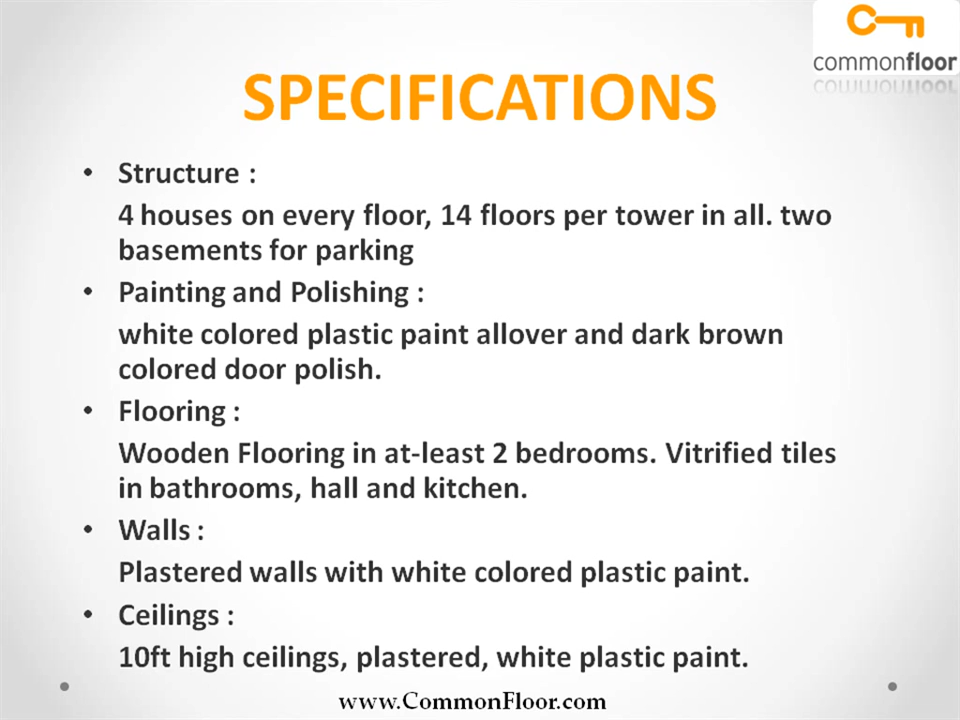 commonfloor
SPECIFICATIONS
• Structure :
4 houses on every floor, 14 floors per tower in all. two
basements for parking
• Painting and Polishing :
white colored plastic paint allover and dark brown
colored door polish.
• Flooring :
Wooden Flooring in at-least 2 bedrooms. Vitrified tiles
in bathrooms, hall and kitchen.
• Walls :
Plastered walls with white colored plastic paint.
• Ceilings :
10ft high ceilings, plastered, white plastic paint.
www.CommonFloor.com